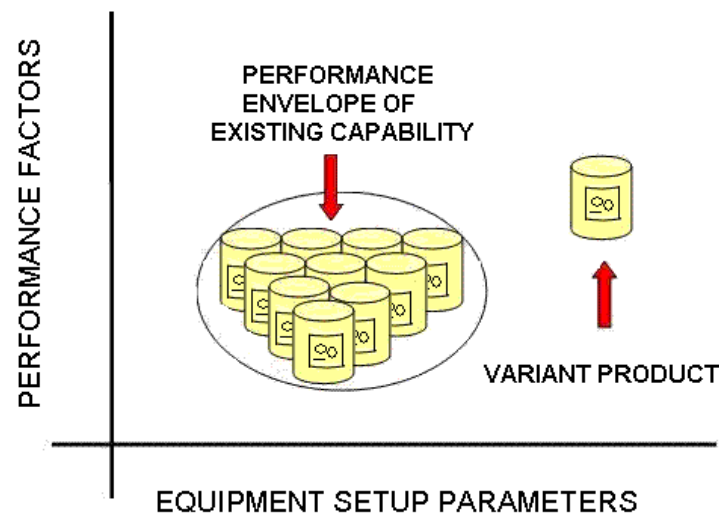 PERFORMANCE FACTORS
PERFORMANCE
ENVELOPE OF
EXISTING CAPABILITY
VARIANT PRODUCT
EQUIPMENT SETUP PARAMETERS